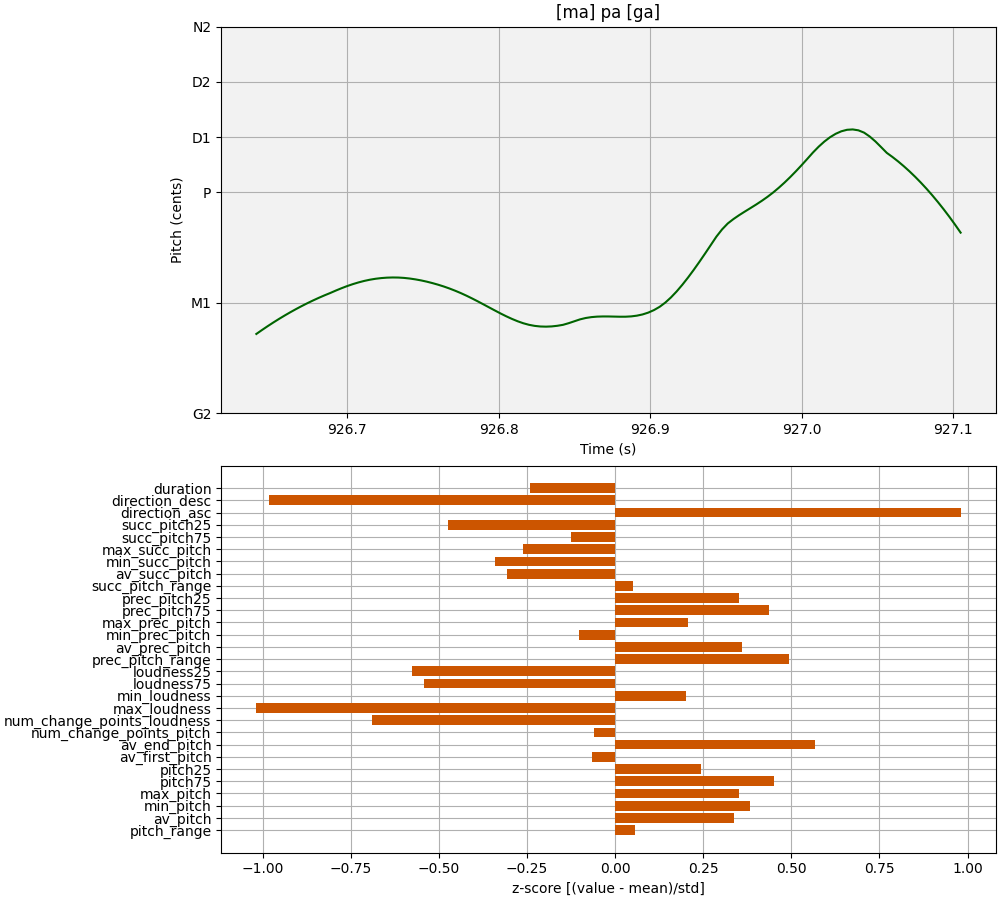 [ma] pa [ga]
N2
D2
D1
P
M1
G2
Pitch (cents)
926.7 926.8 926.9 927.0 927.1
Time (s)
duration
direction_desc
direction_asc
succ_pitch25
succ_pitch75
max_succ_pitch
min_succ_pitch
av_succ_pitch
succ_pitch_range
prec_pitch25
prec_pitch75
max_prec_pitch
min_prec_pitch
av_prec_pitch
prec_pitch_range
loudness25
loudness75
min_loudness
max_loudness
num_change_points_loudness
num_change_points_pitch
av_end_pitch
av_first_pitch
pitch25
pitch75
max_pitch
min_pitch
av_pitch
pitch_range
−1.00 −0.75 −0.50 −0.25 0.00 0.25 0.50 0.75 1.00
z-score [(value - mean)/std]